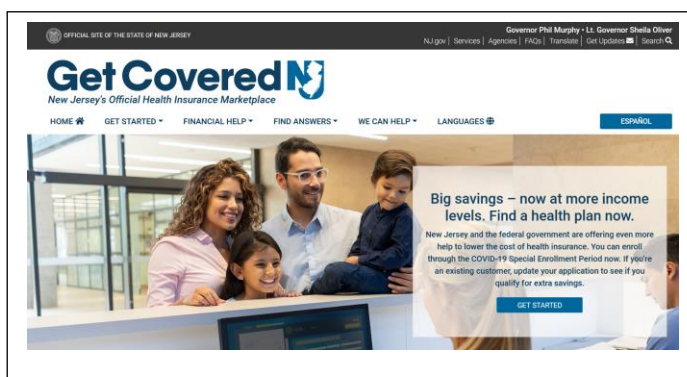 OFFICIAL SITE OF THE STATE OF NEW JERSEY
Governor Phil Murphy • Lt. Governor Sheila Oliver
NJ.gov | Services | Agencies | FAQs | Translate | Get Updates | Search
Get Covered NJ
New Jersey's Official Health Insurance Marketplace
HOME GET STARTED FINANCIAL HELP FIND ANSWERS WE CAN HELP LANGUAGES ESPAÑOL
Big savings – now at more income
levels. Find a health plan now.
New Jersey and the federal government are offering even more
help to lower the cost of health insurance. You can enroll
through the COVID-19 Special Enrollment Period now. If you're
an existing customer, update your application to see if you
qualify for extra savings.
GET STARTED